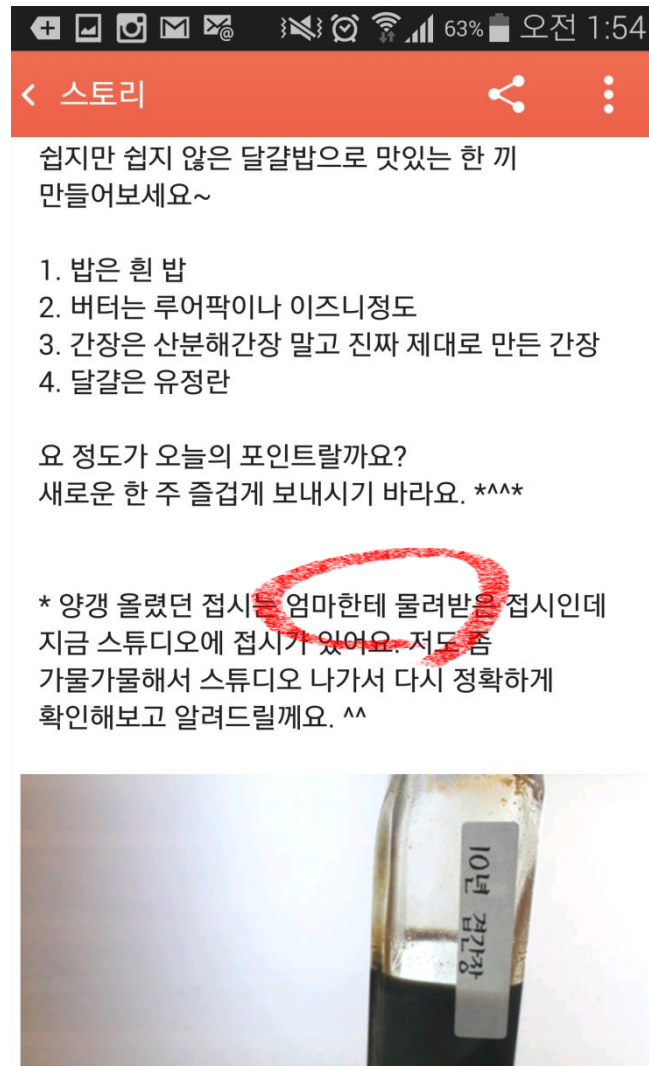 63% 오전 1:54
스토리
쉽지만 쉽지 않은 달걀밥으로 맛있는 한 끼
만들어보세요~
1. 밥은 흰 밥
2. 버터는 루어팍이나 이즈니정도
3. 간장은 산분해간장 말고 진짜 제대로 만든 간장
4. 달걀은 유정란
요 정도가 오늘의 포인트랄까요?
새로운 한 주 즐겁게 보내시기 바라요. *^^*
* 양갱 올렸던 접시는 엄마한테 물려받은 접시인데
지금 스튜디오에 접시가 있어요. 저도 좀
가물가물해서 스튜디오 나가서 다시 정확하게
확인해보고 알려드릴께요. ^^
10년 겹간장